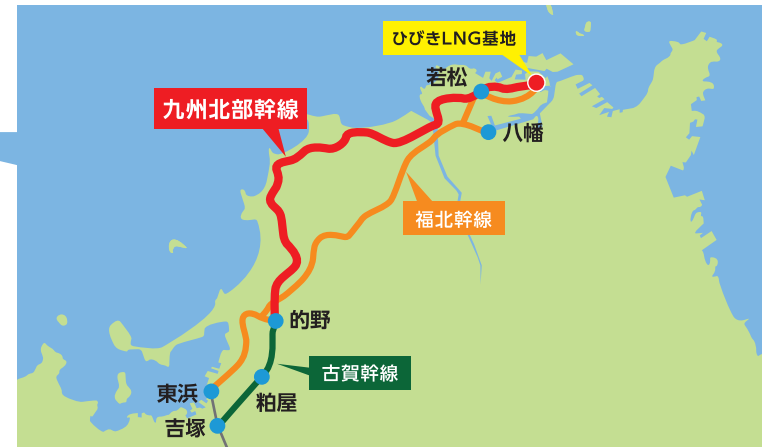 ひびきLNG基地
若松
九州北部幹線
八幡
福北幹線
的野
古賀幹線
東浜
粕屋
吉塚